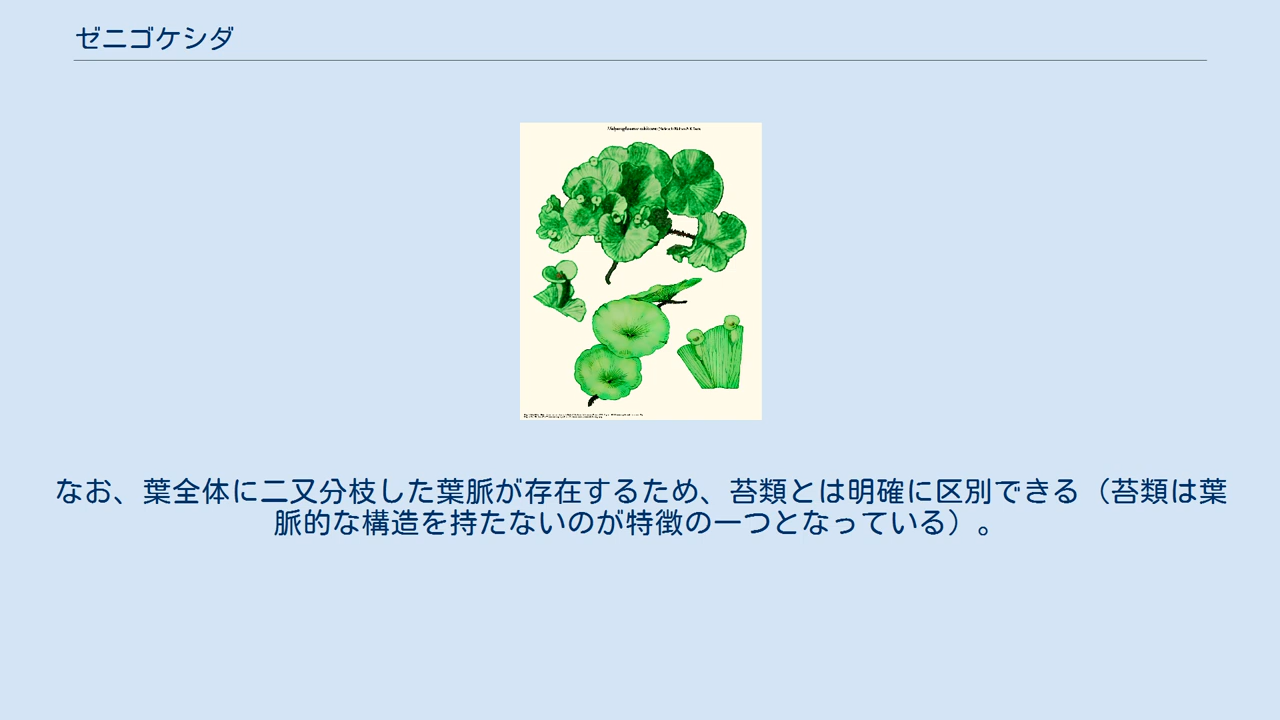 ゼニゴケシダ
なお、葉全体に二又分枝した葉脈が存在するため、苔類とは明確に区別できる（苔類は葉
脈的な構造を持たないのが特徴の一つとなっている）。